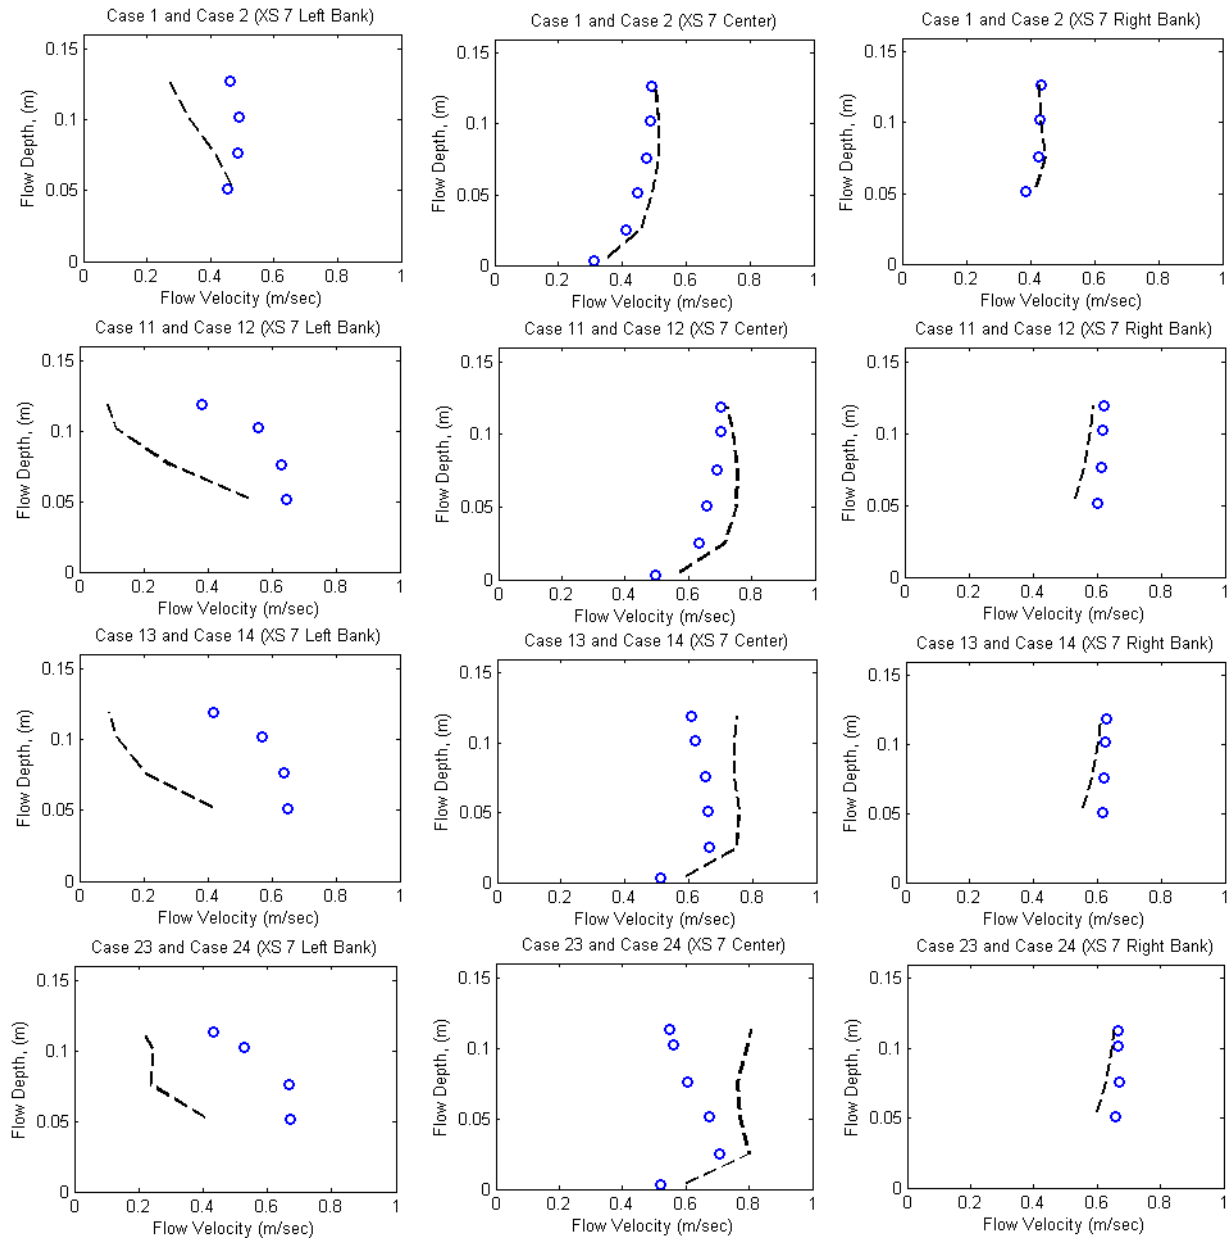 Case 1 and Case 2 (XS 7 Left Bank)
0.15
0.1
0.05
0
Flow Depth, (m)
0 0.2 0.4 0.6 0.8 1
Flow Velocity (m/sec)
Case 1 and Case 2 (XS 7 Center)
0.15
0.1
0.05
0
Flow Depth, (m)
0 0.2 0.4 0.6 0.8 1
Flow Velocity (m/sec)
Case 1 and Case 2 (XS 7 Right Bank)
0.15
0.1
0.05
0
Flow Depth, (m)
0 0.2 0.4 0.6 0.8 1
Flow Velocity (m/sec)
Case 11 and Case 12 (XS 7 Left Bank)
0.15
0.1
0.05
0
Flow Depth, (m)
0 0.2 0.4 0.6 0.8 1
Flow Velocity (m/sec)
Case 11 and Case 12 (XS 7 Center)
0.15
0.1
0.05
0
Flow Depth, (m)
0 0.2 0.4 0.6 0.8 1
Flow Velocity (m/sec)
Case 11 and Case 12 (XS 7 Right Bank)
0.15
0.1
0.05
0
Flow Depth, (m)
0 0.2 0.4 0.6 0.8 1
Flow Velocity (m/sec)
Case 13 and Case 14 (XS 7 Left Bank)
0.15
0.1
0.05
0
Flow Depth, (m)
0 0.2 0.4 0.6 0.8 1
Flow Velocity (m/sec)
Case 13 and Case 14 (XS 7 Center)
0.15
0.1
0.05
0
Flow Depth, (m)
0 0.2 0.4 0.6 0.8 1
Flow Velocity (m/sec)
Case 13 and Case 14 (XS 7 Right Bank)
0.15
0.1
0.05
0
Flow Depth, (m)
0 0.2 0.4 0.6 0.8 1
Flow Velocity (m/sec)
Case 23 and Case 24 (XS 7 Left Bank)
0.15
0.1
0.05
0
Flow Depth, (m)
0 0.2 0.4 0.6 0.8 1
Flow Velocity (m/sec)
Case 23 and Case 24 (XS 7 Center)
0.15
0.1
0.05
0
Flow Depth, (m)
0 0.2 0.4 0.6 0.8 1
Flow Velocity (m/sec)
Case 23 and Case 24 (XS 7 Right Bank)
0.15
0.1
0.05
0
Flow Depth, (m)
0 0.2 0.4 0.6 0.8 1
Flow Velocity (m/sec)